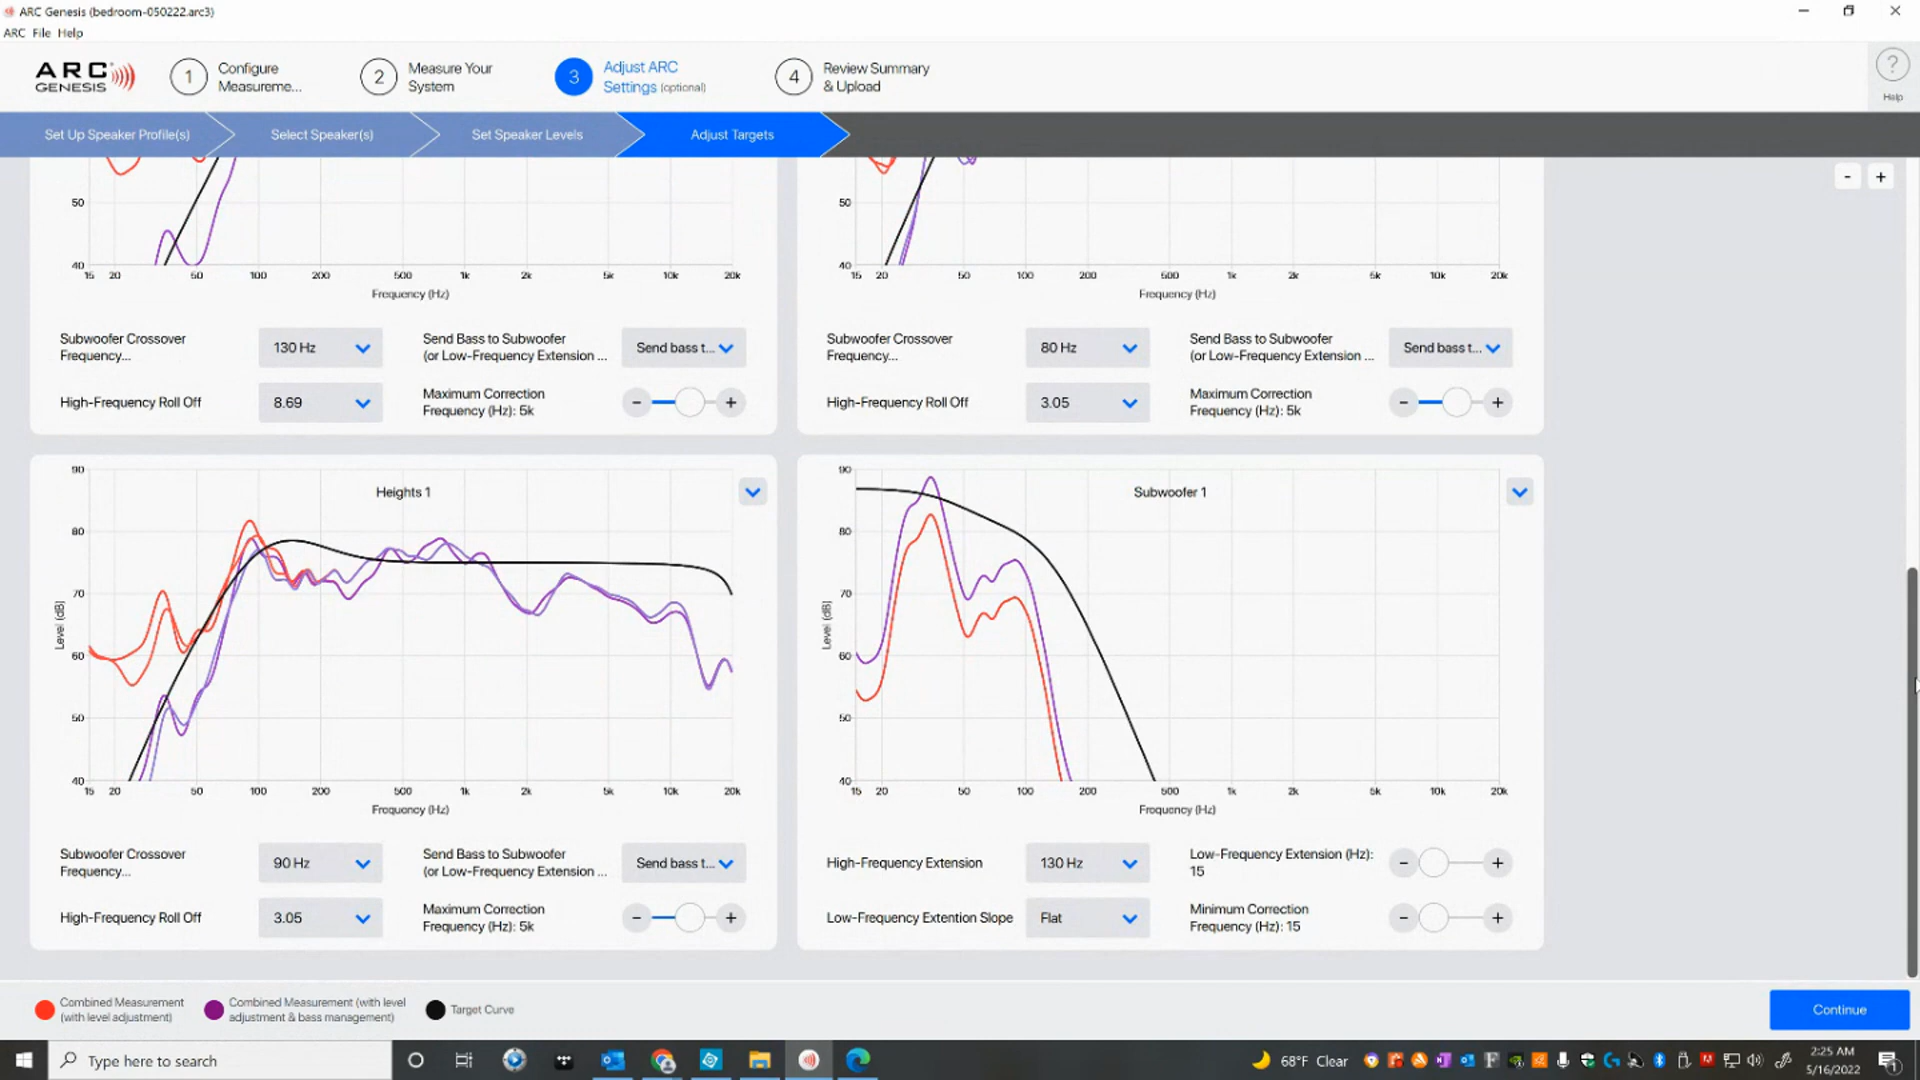 ARC Genesis (bedroom-050222.arc3)
ARC File Help
ARC
GENESIS
1
Configure
Measureme...
2
Measure Your
System
3
Adjust ARC
Settings (optional)
4
Review Summary
& Upload
?
Help
Set Up Speaker Profile(s)
Select Speaker(s)
Set Speaker Levels
Adjust Targets
- +
50
40
15 20 50 100 200 500 1k 2k 5k 10k 20k
Frequency (Hz)
50
40
15 20 50 100 200 500 1k 2k 5k 10k 20k
Frequency (Hz)
Subwoofer Crossover
Frequency...
130 Hz
Send Bass to Subwoofer
(or Low-Frequency Extension ...
Send bass t...
High-Frequency Roll Off
8.69
Maximum Correction
Frequency (Hz): 5k
- +
Subwoofer Crossover
Frequency...
80 Hz
Send Bass to Subwoofer
(or Low-Frequency Extension ...
Send bass t...
High-Frequency Roll Off
3.05
Maximum Correction
Frequency (Hz): 5k
- +
Heights 1
Level (dB)
90
80
70
60
50
40
15 20 50 100 200 500 1k 2k 5k 10k 20k
Frequency (Hz)
Subwoofer 1
Level (dB)
90
80
70
60
50
40
15 20 50 100 200 500 1k 2k 5k 10k 20k
Frequency (Hz)
Subwoofer Crossover
Frequency...
90 Hz
Send Bass to Subwoofer
(or Low-Frequency Extension ...
Send bass t...
High-Frequency Roll Off
3.05
Maximum Correction
Frequency (Hz): 5k
- +
High-Frequency Extension
130 Hz
Low-Frequency Extension (Hz):
15
- +
Low-Frequency Extention Slope
Flat
Minimum Correction
Frequency (Hz): 15
- +
Combined Measurement
(with level adjustment)
Combined Measurement (with level
adjustment & bass management)
Target Curve
Continue
Type here to search
68°F Clear
2:25 AM
5/16/2022
1